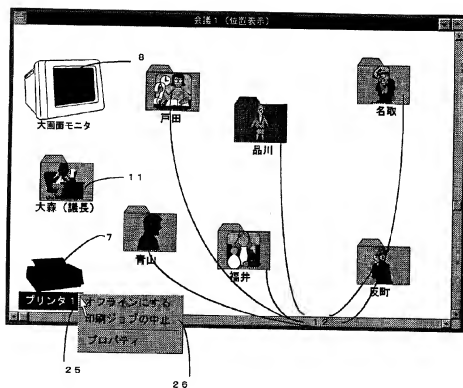 会議1（位置表示）
8
大画面モニタ
戸田
品川
名取
11
大森（議長）
7
青山
福井
反町
プリンタ1
オフラインにする
印刷ジョブの中止
プロパティ
12
25
26